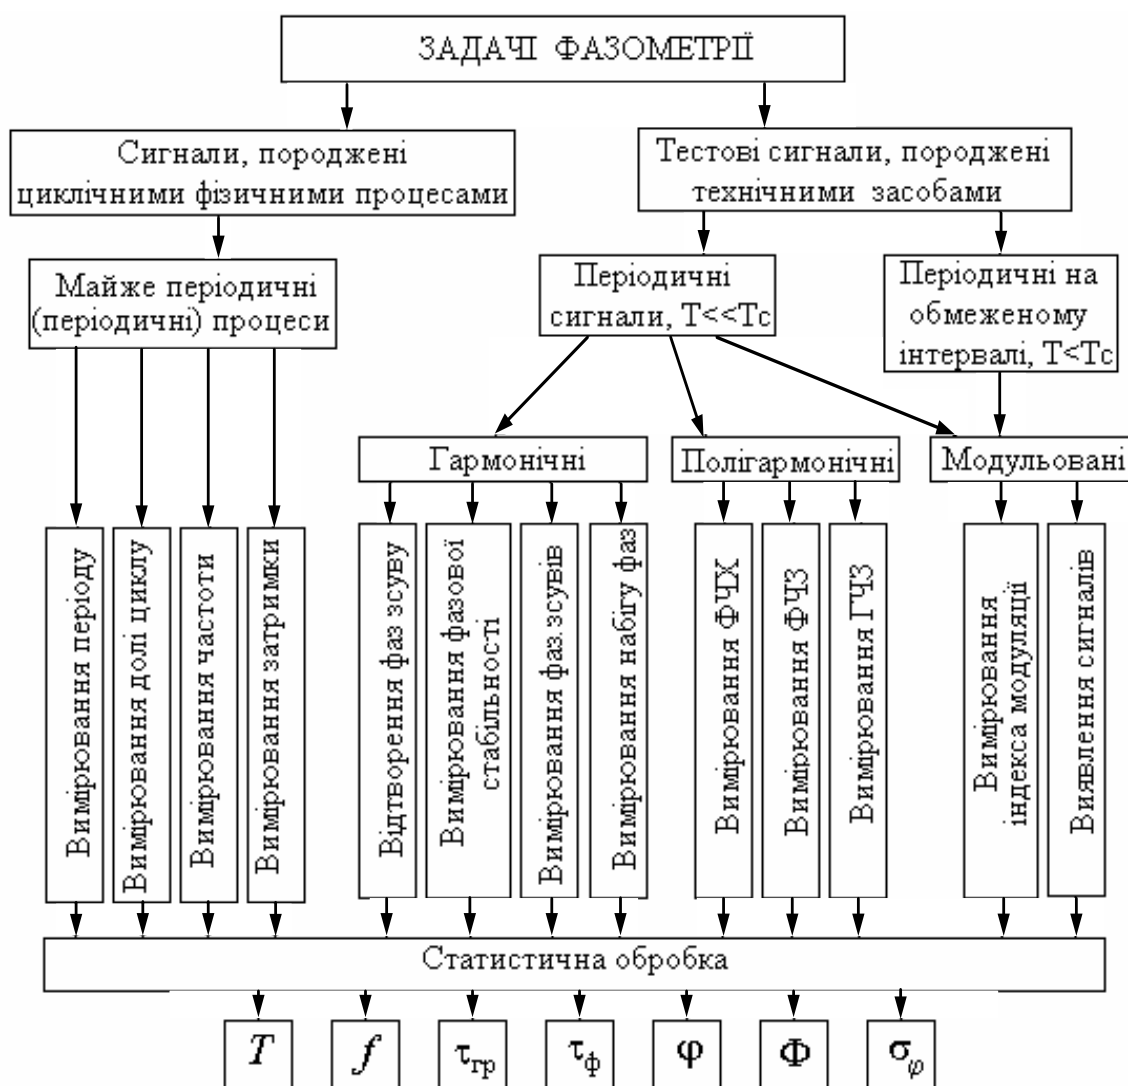 ЗАДАЧІ ФАЗОМЕТРІЇ
Сигнали, породжені
циклічними фізичними процесами
Тестові сигнали, породжені
технічними засобами
Майже періодичні
(періодичні) процеси
Періодичні
сигнали, T<<Tc
Періодичні на
обмеженому
інтервалі, T<Tc
Гармонічні
Полігармонічні
Модульовані
Вимірювання періоду
Вимірювання долі циклу
Вимірювання частоти
Вимірювання затримки
Відтворення фаз зсуву
Вимірювання фазової
стабільності
Вимірювання фаз.зсувів
Вимірювання набігу фаз
Вимірювання ФЧХ
Вимірювання ФЧЗ
Вимірювання ГЧЗ
Вимірювання
індекса модуляції
Виявлення сигналів
Статистична обробка
T
f
τгр
τф
φ
Φ
σφ